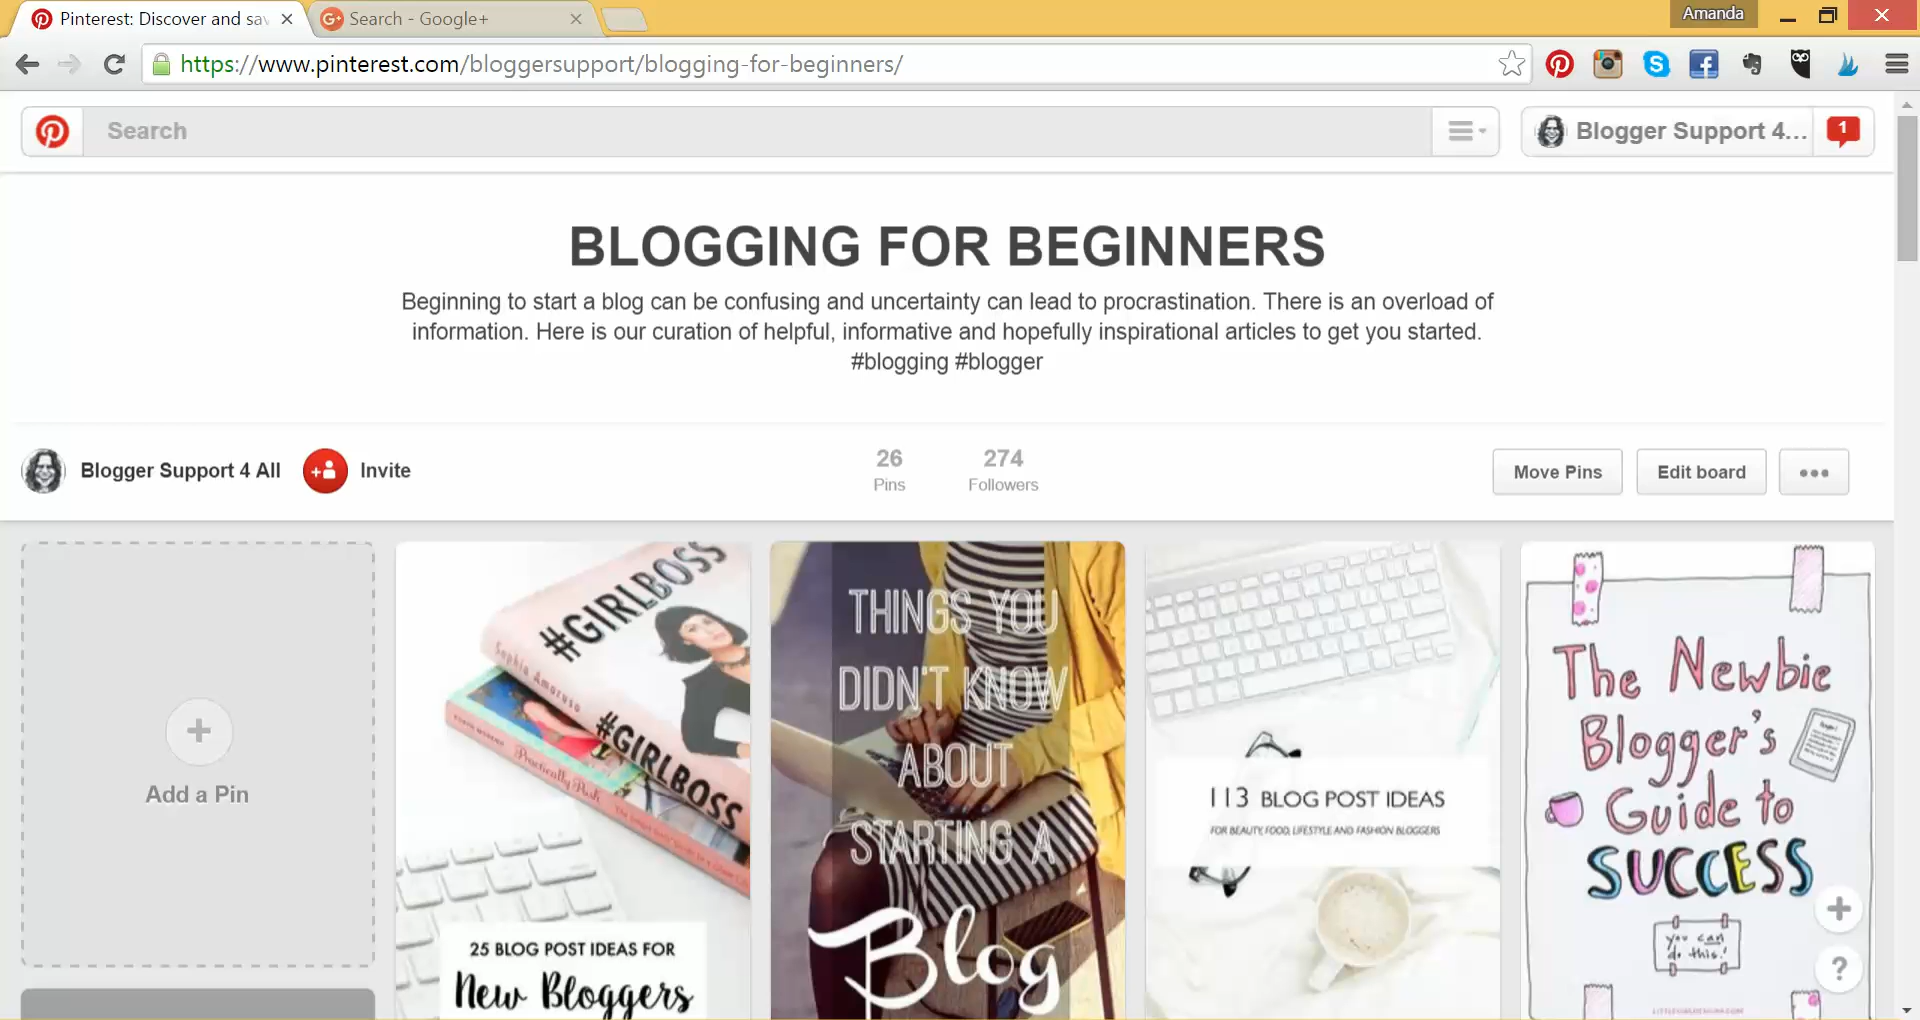 Pinterest: Discover and sav
Search - Google+
Amanda
https://www.pinterest.com/bloggersupport/blogging-for-beginners/
Search
Blogger Support 4...
1
BLOGGING FOR BEGINNERS
Beginning to start a blog can be confusing and uncertainty can lead to procrastination. There is an overload of
information. Here is our curation of helpful, informative and hopefully inspirational articles to get you started.
#blogging #blogger
Blogger Support 4 All
Invite
26
Pins
274
Followers
Move Pins
Edit board
Add a Pin
#GIRLBOSS
Sophia Amoruso
#GIRLBOSS
Practically Posh
25 BLOG POST IDEAS FOR
New Bloggers
THINGS YOU
DIDN'T KNOW
ABOUT
STARTING A
Blog
113 BLOG POST IDEAS
FOR BEAUTY, FOOD, LIFESTYLE AND FASHION BLOGGERS
The Newbie
Blogger's
Guide to
SUCCESS
you can
do this!
?